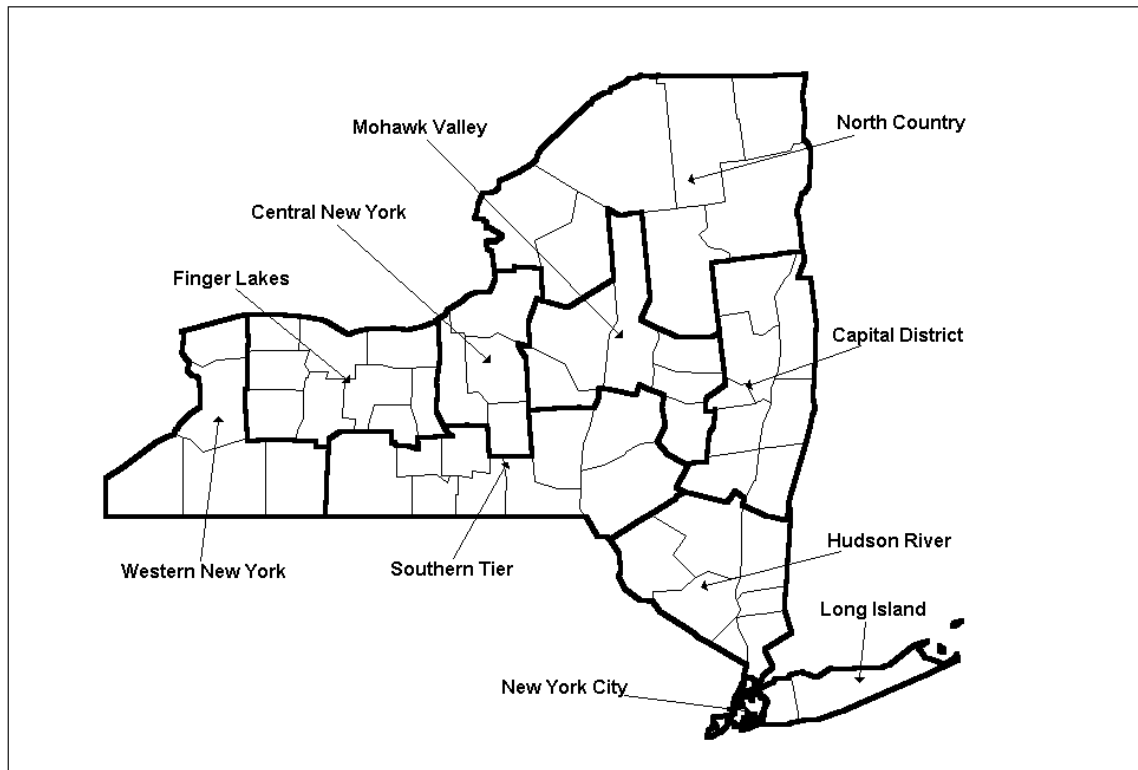 North Country
Mohawk Valley
Central New York
Finger Lakes
Capital District
Hudson River
Western New York
Southern Tier
Long Island
New York City